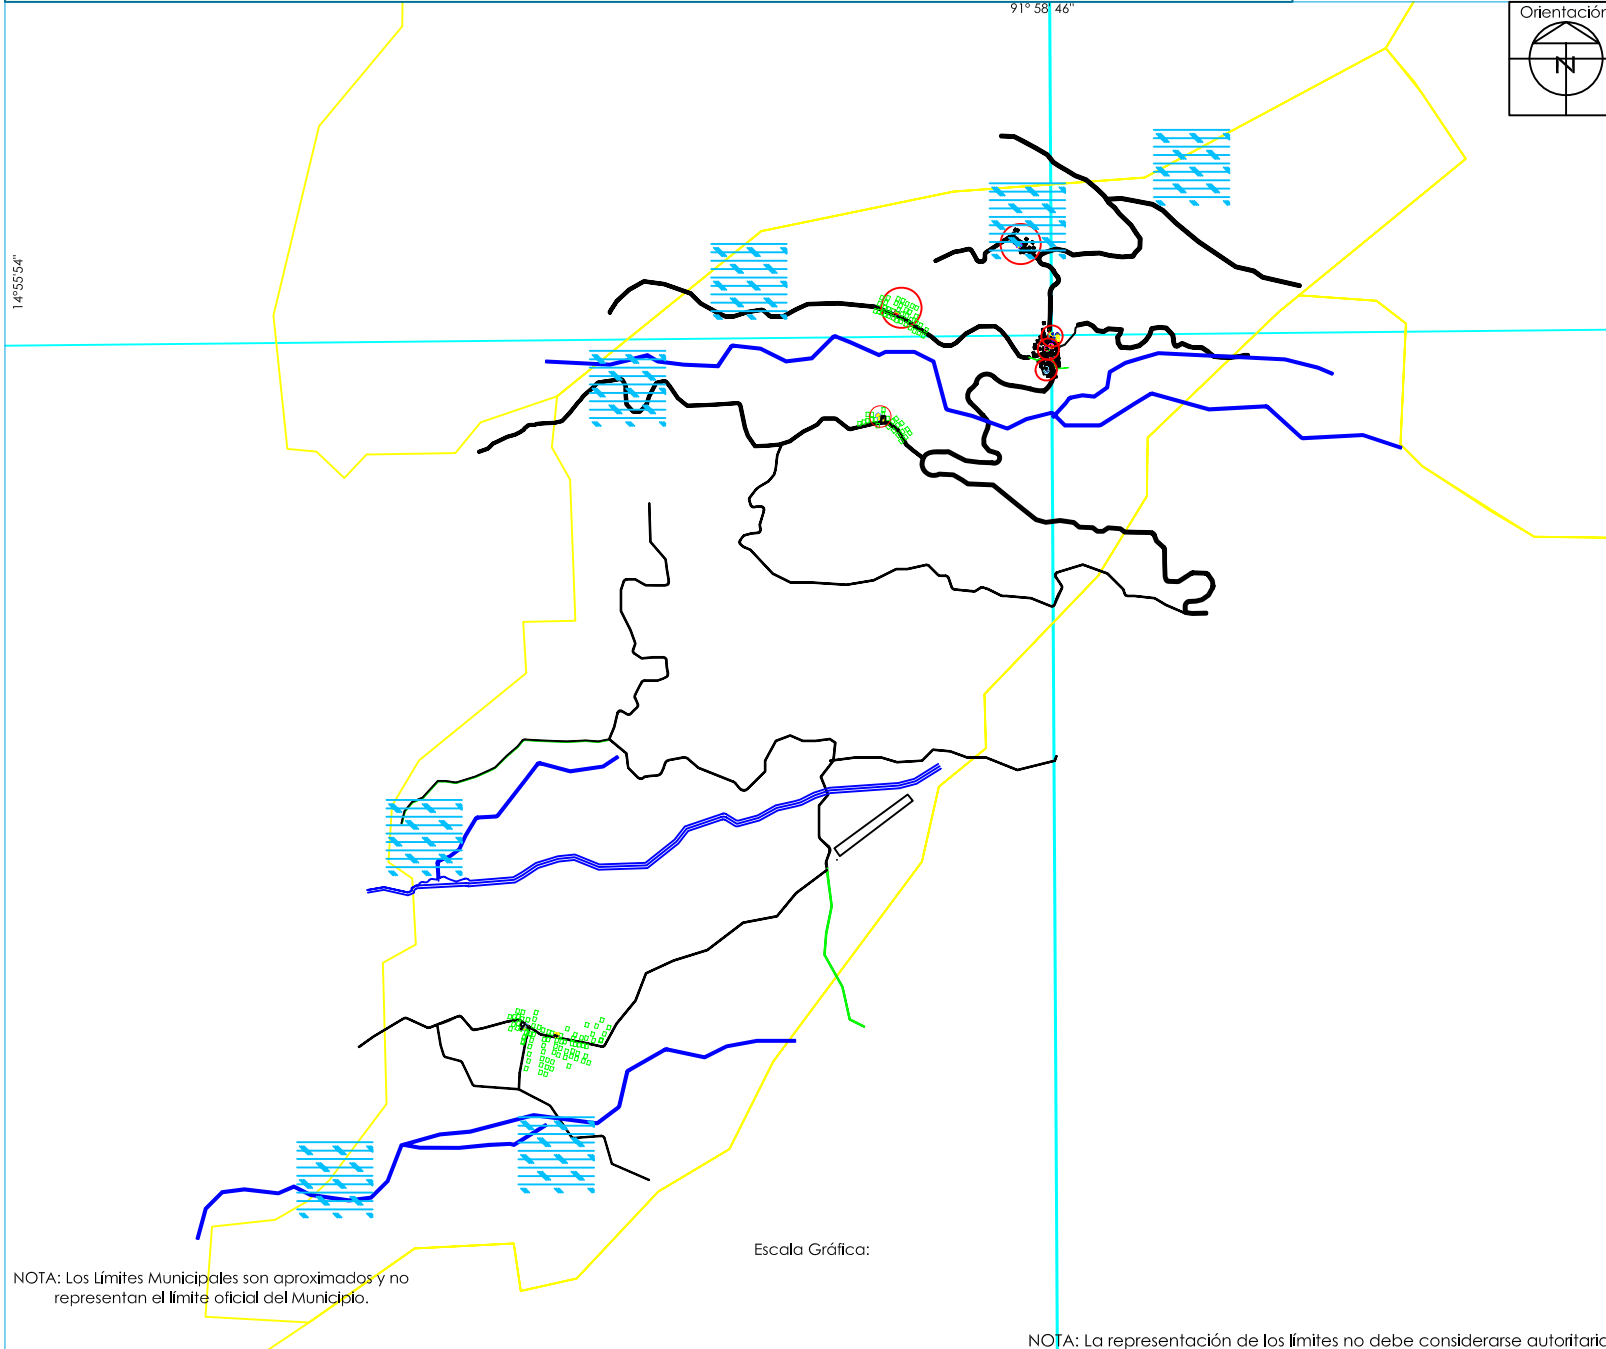 91° 58' 46"
Orientación
N
14°55'54"
Escala Gráfica:
NOTA: Los Límites Municipales son aproximados y no
representan el límite oficial del Municipio.
NOTA: La representación de los límites no debe considerarse